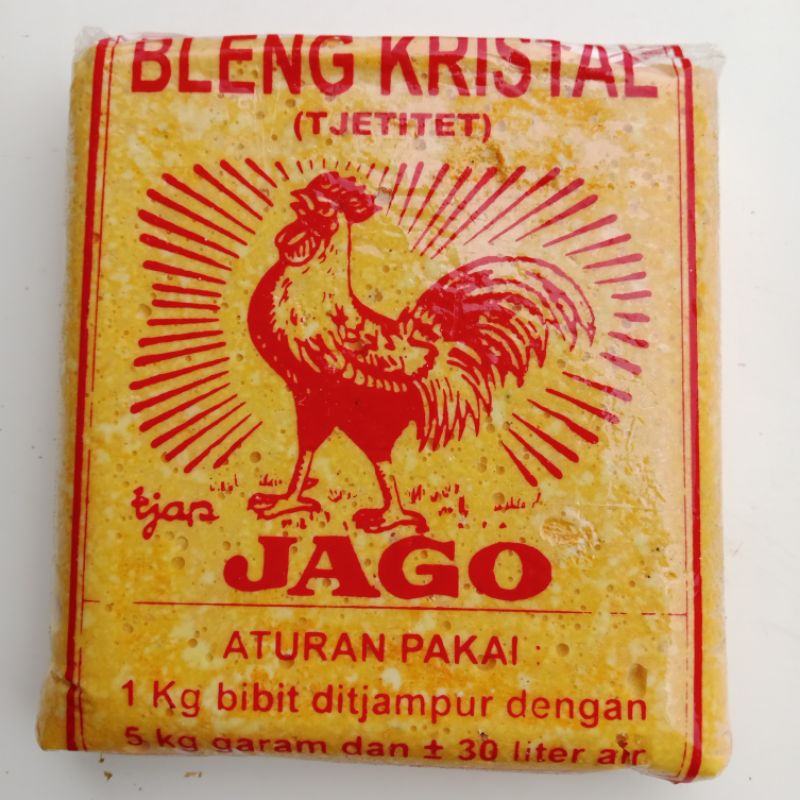 BLENG KRISTAL
(TJETITET)
tjap
JAGO
ATURAN PAKAI :
1 Kg bibit ditjampur dengan
5 kg garam dan ± 30 liter air